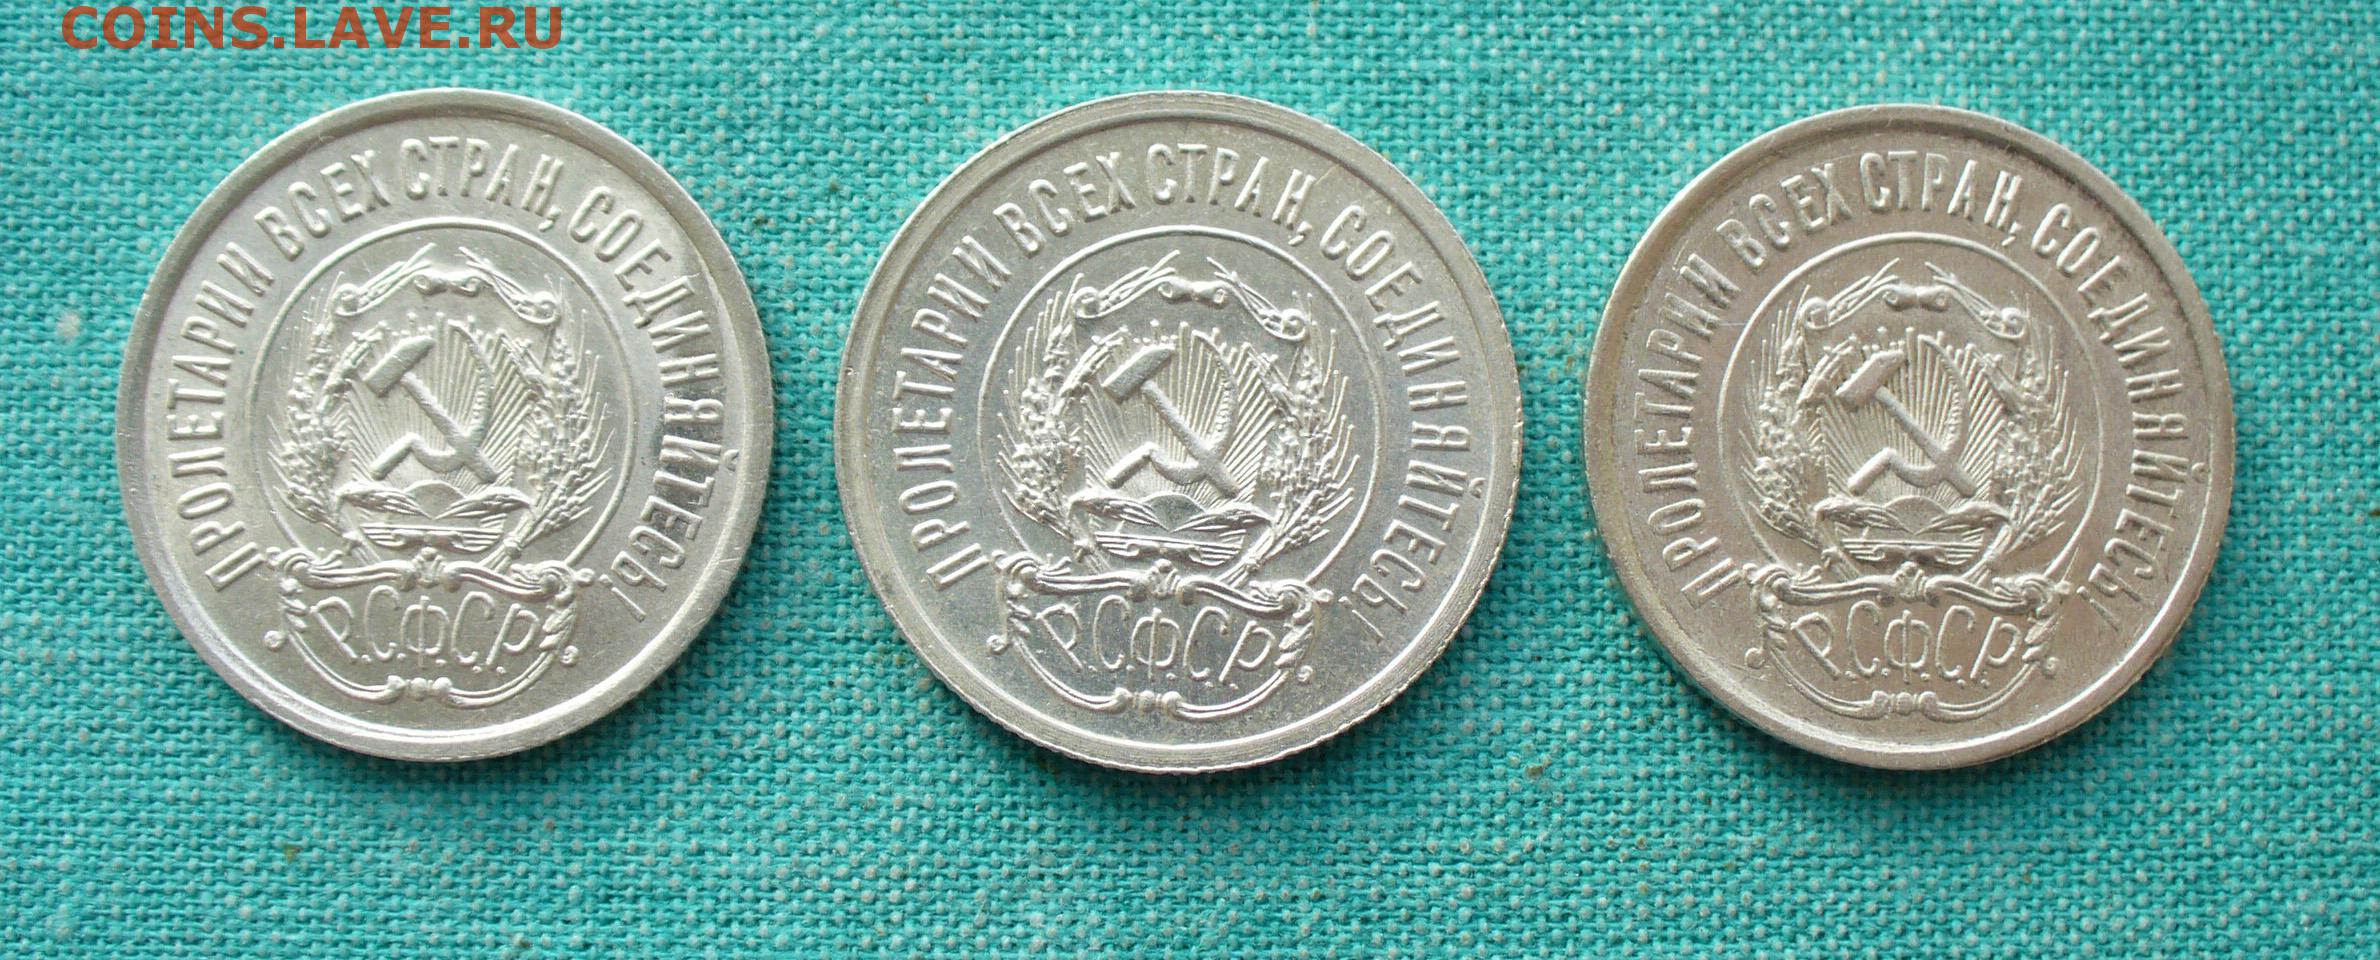 COINS.LAVE.RU
ПРОЛЕТАРИИ ВСЕХ СТРАН, СОЕДИНЯЙТЕСЬ!
Р.С.Ф.С.Р.
ПРОЛЕТАРИИ ВСЕХ СТРАН, СОЕДИНЯЙТЕСЬ!
Р.С.Ф.С.Р.
ПРОЛЕТАРИИ ВСЕХ СТРАН, СОЕДИНЯЙТЕСЬ!
Р.С.Ф.С.Р.